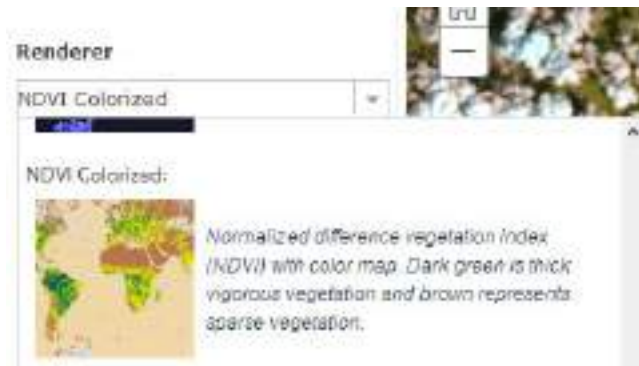 Renderer
NDVI Colorized
NDVI Colorized:
Normalized difference vegetation index
(NDVI) with color map. Dark green is thick
vigorous vegetation and brown represents
sparse vegetation.